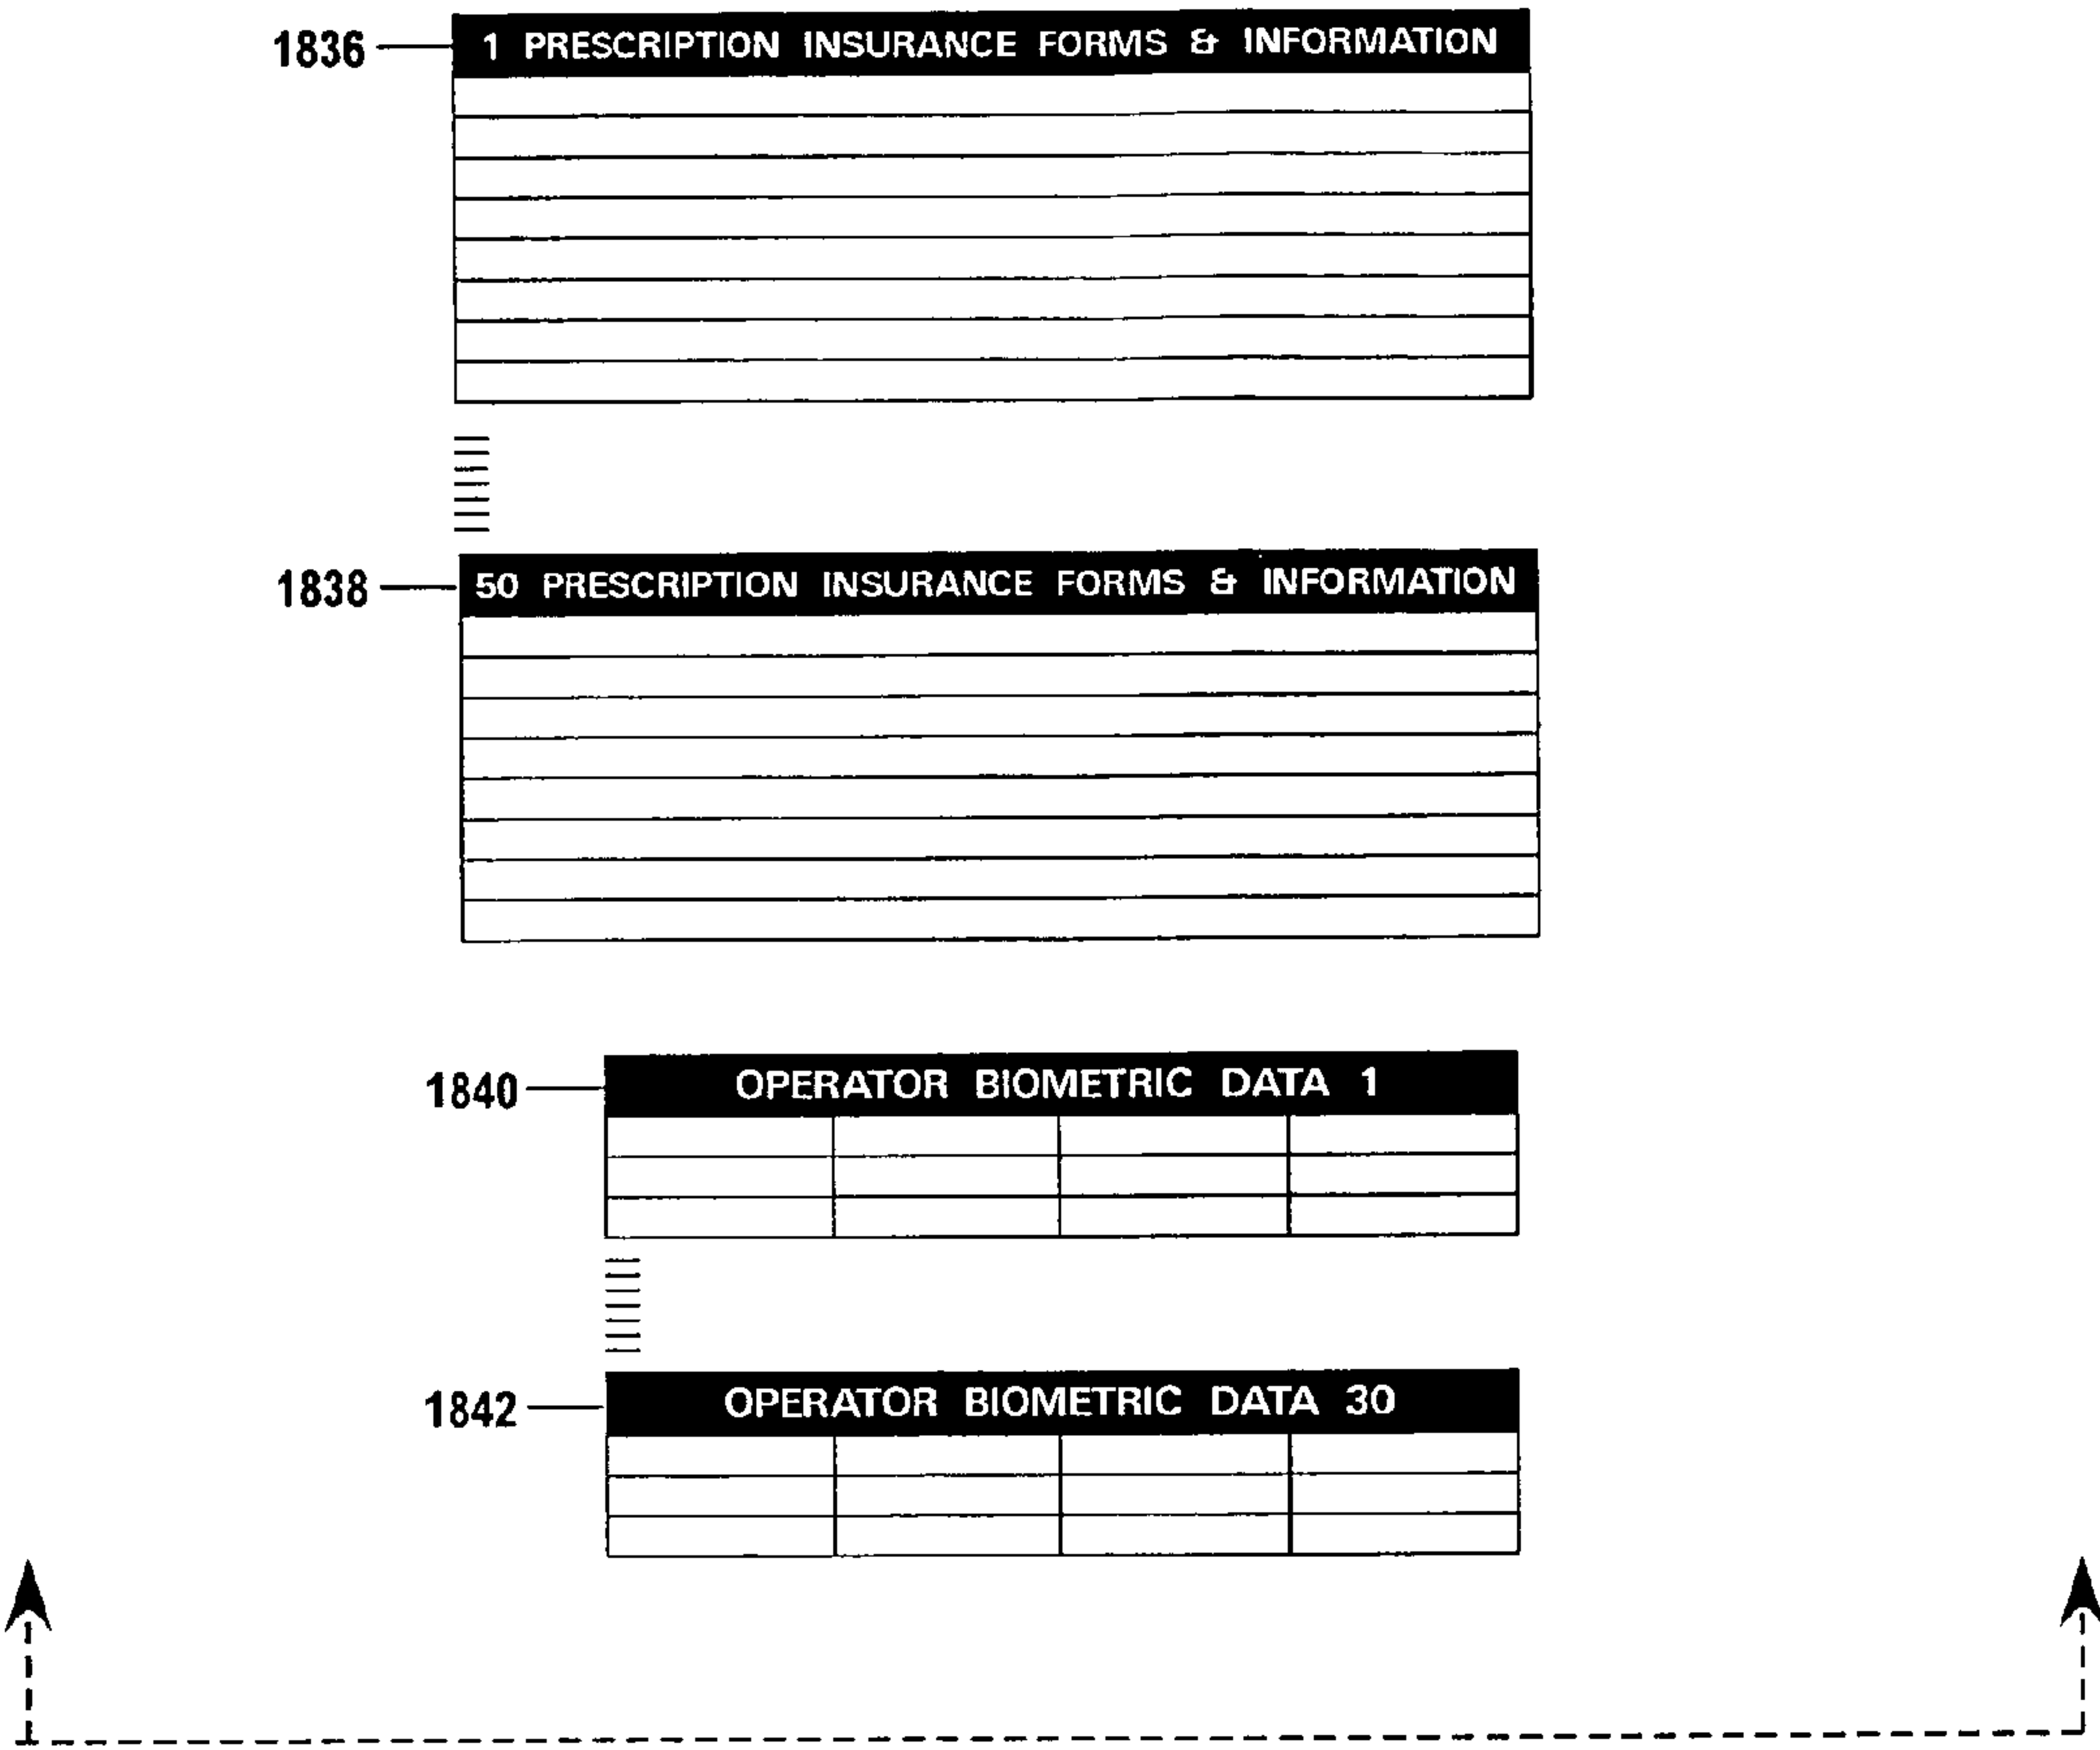 1836 1 PRESCRIPTION INSURANCE FORMS & INFORMATION
1838 50 PRESCRIPTION INSURANCE FORMS & INFORMATION
1840 OPERATOR BIOMETRIC DATA 1
1842 OPERATOR BIOMETRIC DATA 30